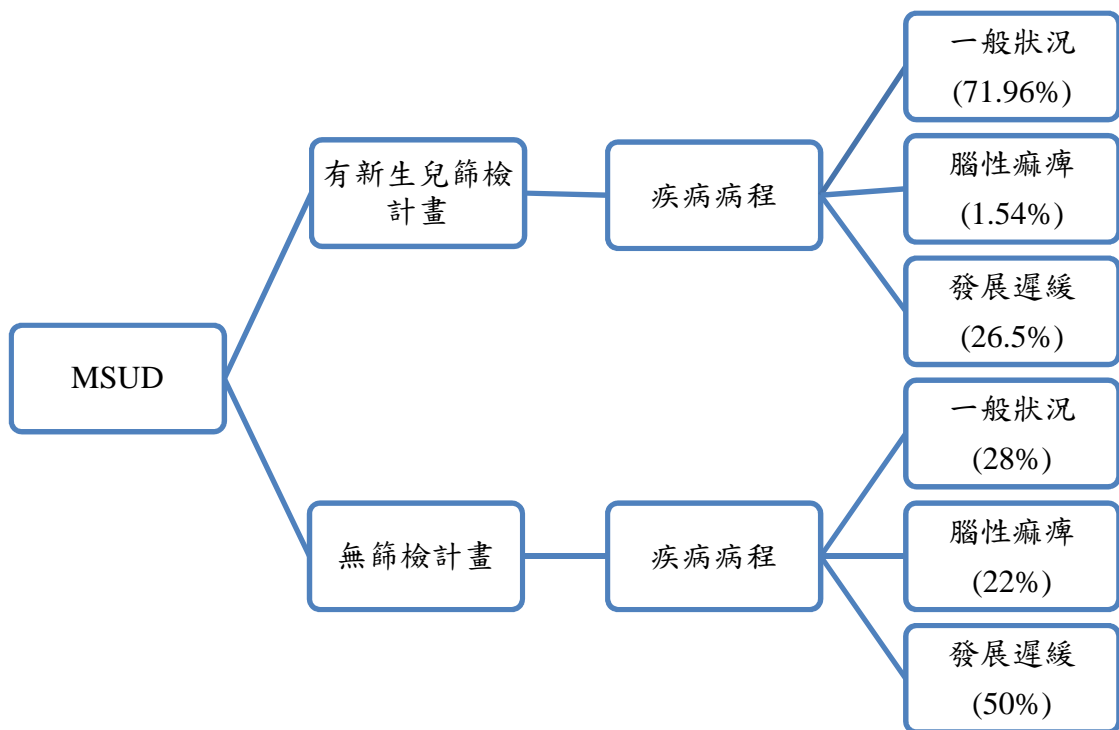 MSUD
有新生兒篩檢
計畫
疾病病程
一般狀況
(71.96%)
腦性痲痺
(1.54%)
發展遲緩
(26.5%)
無篩檢計畫
疾病病程
一般狀況
(28%)
腦性痲痺
(22%)
發展遲緩
(50%)